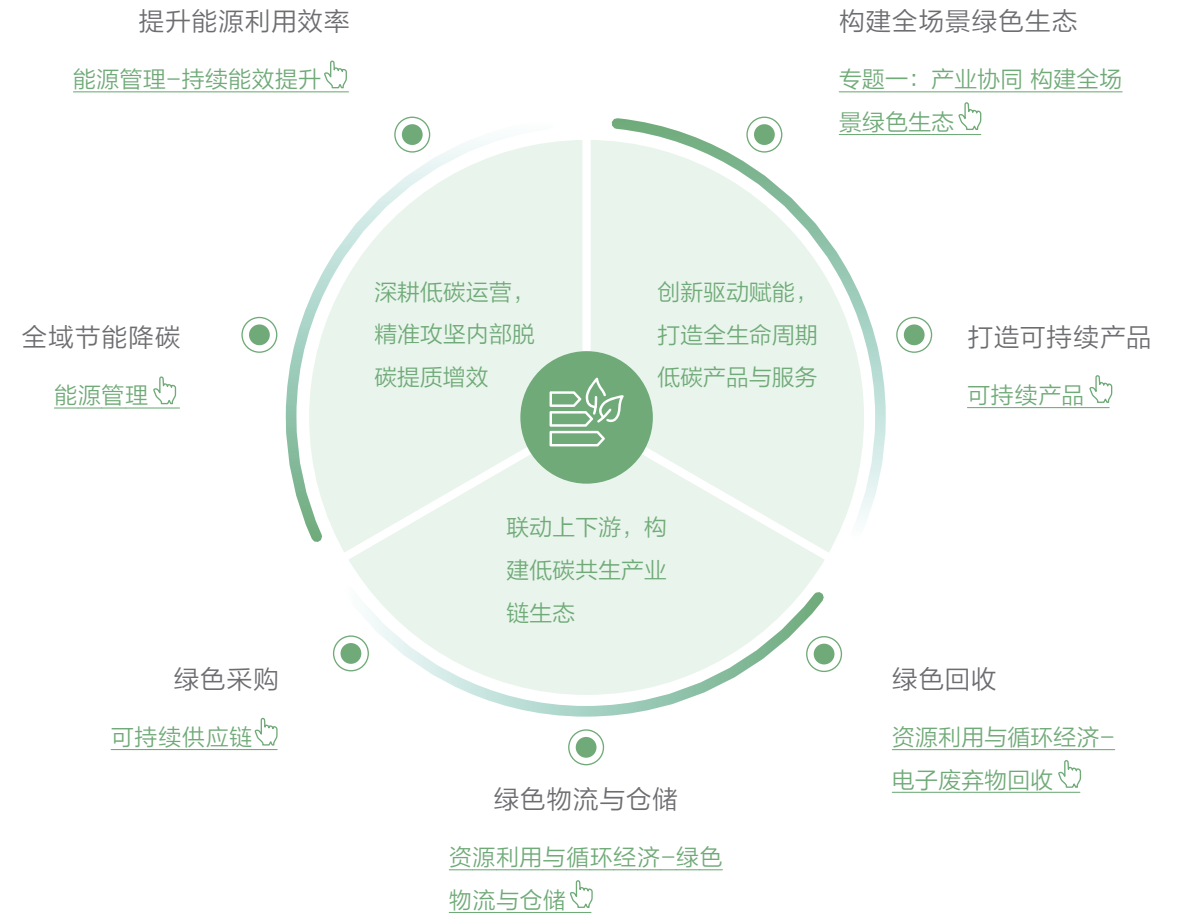 提升能源利用效率
能源管理-持续能效提升
构建全场景绿色生态
专题一：产业协同 构建全场
景绿色生态
深耕低碳运营，
精准攻坚内部脱
碳提质增效
创新驱动赋能，
打造全生命周期
低碳产品与服务
全域节能降碳
能源管理
打造可持续产品
可持续产品
联动上下游，构
建低碳共生产业
链生态
绿色采购
可持续供应链
绿色回收
资源利用与循环经济-
电子废弃物回收
绿色物流与仓储
资源利用与循环经济-绿色
物流与仓储